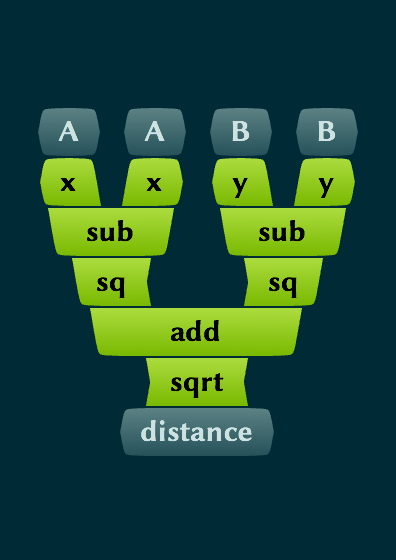 A A B B
x x y y
sub sub
sq sq
add
sqrt
distance